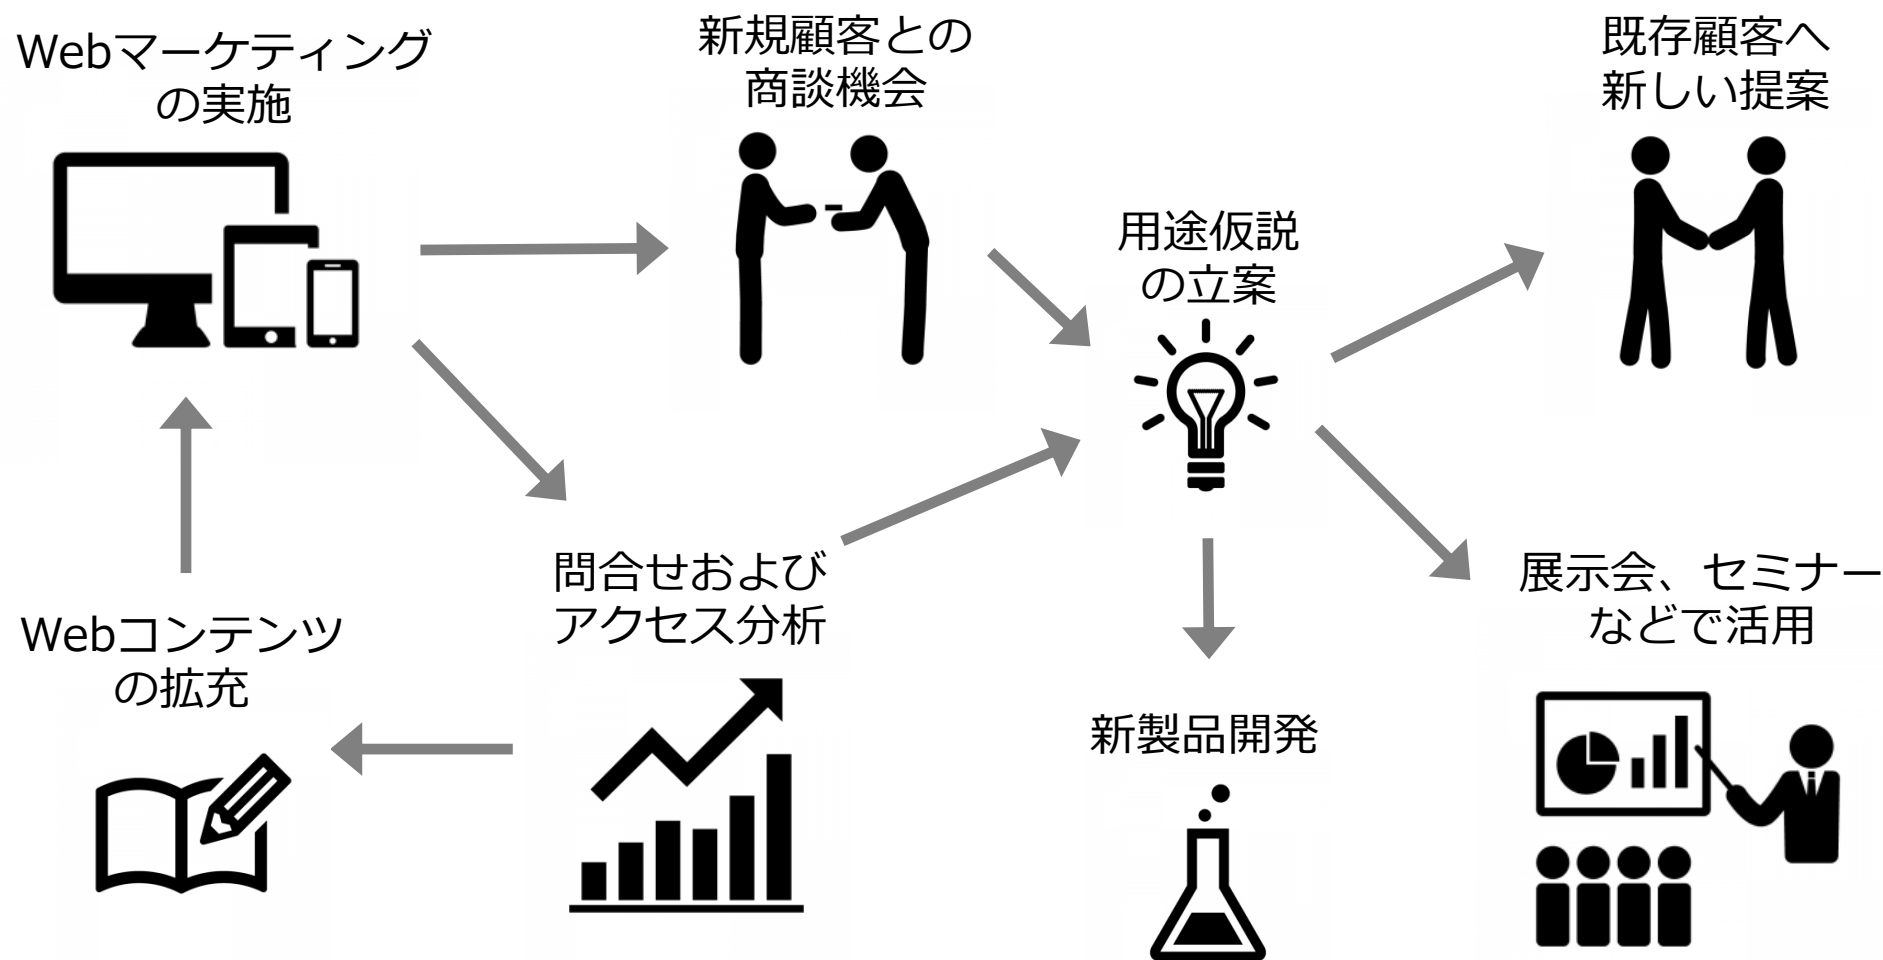 Webマーケティング
の実施
新規顧客との
商談機会
既存顧客へ
新しい提案
用途仮説
の立案
問合せおよび
アクセス分析
Webコンテンツ
の拡充
新製品開発
展示会、セミナー
などで活用